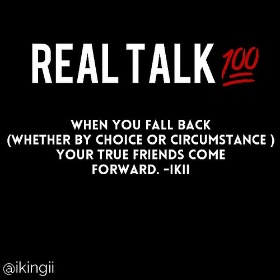 REAL TALK 💯
WHEN YOU FALL BACK
(WHETHER BY CHOICE OR CIRCUMSTANCE )
YOUR TRUE FRIENDS COME
FORWARD. -IKII
@ikingii